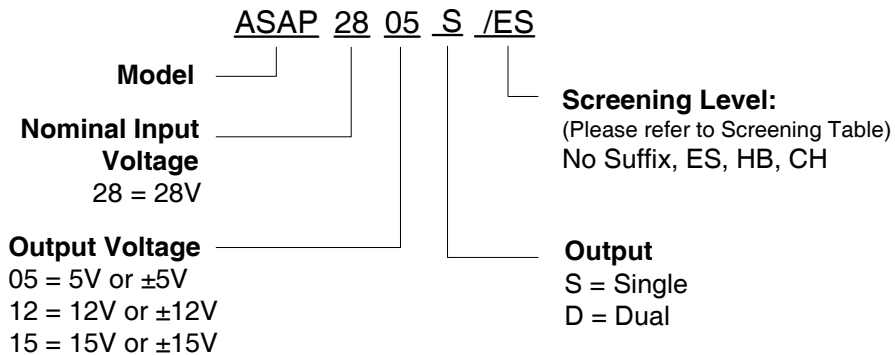 ASAP 28 05 S /ES
Model
Nominal Input
Voltage
28 = 28V
Output Voltage
05 = 5V or ±5V
12 = 12V or ±12V
15 = 15V or ±15V
Screening Level:
(Please refer to Screening Table)
No Suffix, ES, HB, CH
Output
S = Single
D = Dual